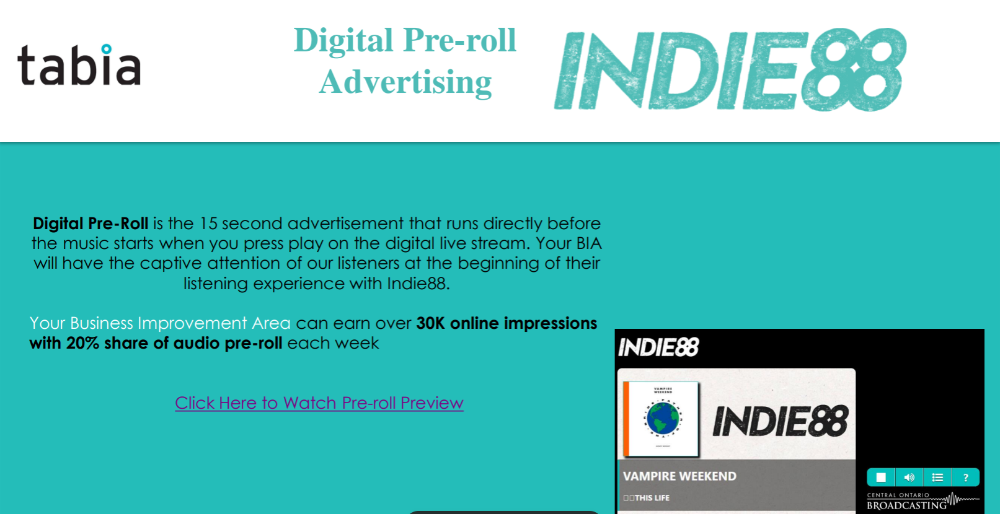 tabia
Digital Pre-roll
Advertising
INDIE88
Digital Pre-Roll is the 15 second advertisement that runs directly before
the music starts when you press play on the digital live stream. Your BIA
will have the captive attention of our listeners at the beginning of their
listening experience with Indie88.
Your Business Improvement Area can earn over 30K online impressions
with 20% share of audio pre-roll each week
Click Here to Watch Pre-roll Preview
INDIE88
VAMPIRE
WEEKEND
INDIE88
VAMPIRE WEEKEND
THIS LIFE
?
CENTRAL ONTARIO
BROADCASTING